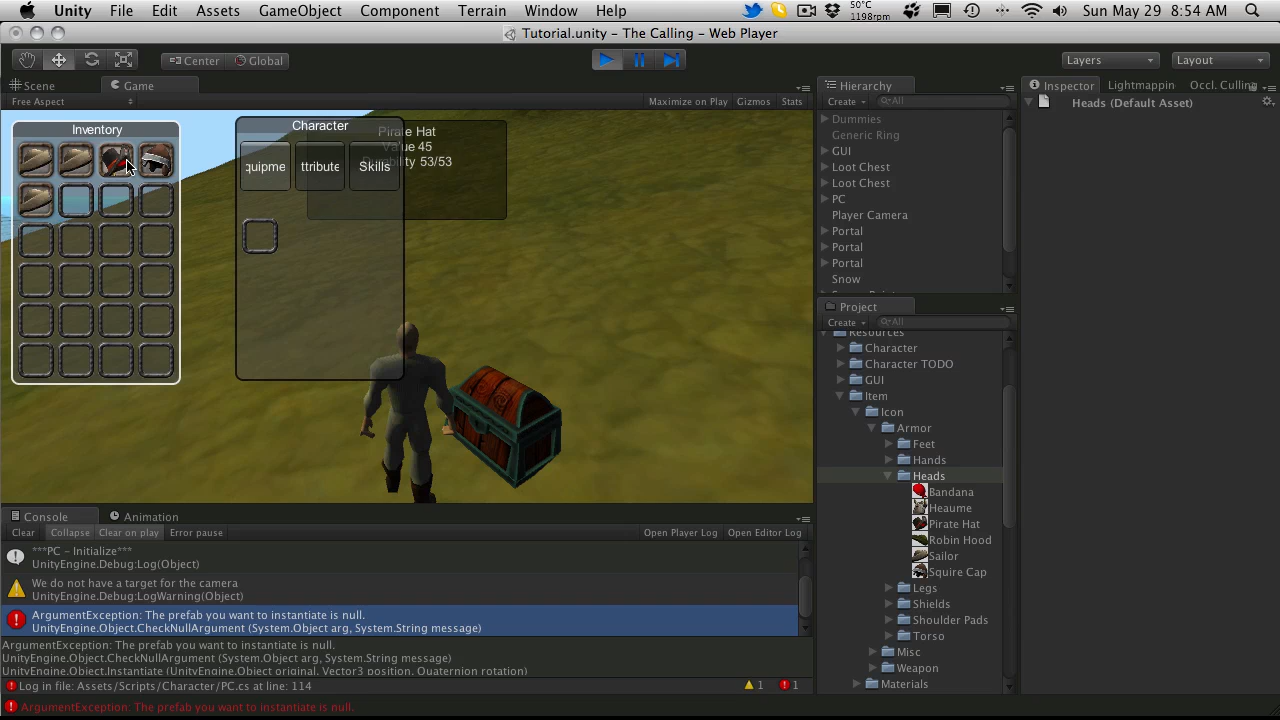 Unity File Edit Assets GameObject Component Terrain Window Help 50°C 1198rpm Sun May 29 8:54 AM
Tutorial.unity - The Calling - Web Player
Center Global Layers Layout
Scene Game Hierarchy Inspector Lightmappin Occl. Culling
Free Aspect Maximize on Play Gizmos Stats Create All Heads (Default Asset)
Inventory
Character
Pirate Hat
Value 45
Durability 53/53
quipme ttribute Skills
Dummies
Generic Ring
GUI
Loot Chest
Loot Chest
PC
Player Camera
Portal
Portal
Portal
Snow
Project
Create All
Resources
Character
Character TODO
GUI
Item
Icon
Armor
Feet
Hands
Heads
Bandana
Heaume
Pirate Hat
Robin Hood
Sailor
Squire Cap
Legs
Shields
Shoulder Pads
Torso
Misc
Weapon
Materials
Console Animation
Clear Collapse Clear on play Error pause Open Player Log Open Editor Log
***PC - Initialize***
UnityEngine.Debug:Log(Object)
We do not have a target for the camera
UnityEngine.Debug:LogWarning(Object)
ArgumentException: The prefab you want to instantiate is null.
UnityEngine.Object.CheckNullArgument (System.Object arg, System.String message)
ArgumentException: The prefab you want to instantiate is null.
UnityEngine.Object.CheckNullArgument (System.Object arg, System.String message)
UnityEngine.Object.Instantiate (UnityEngine.Object original, Vector3 position, Quaternion rotation)
Log in file: Assets/Scripts/Character/PC.cs at line: 114 1 1
ArgumentException: The prefab you want to instantiate is null.